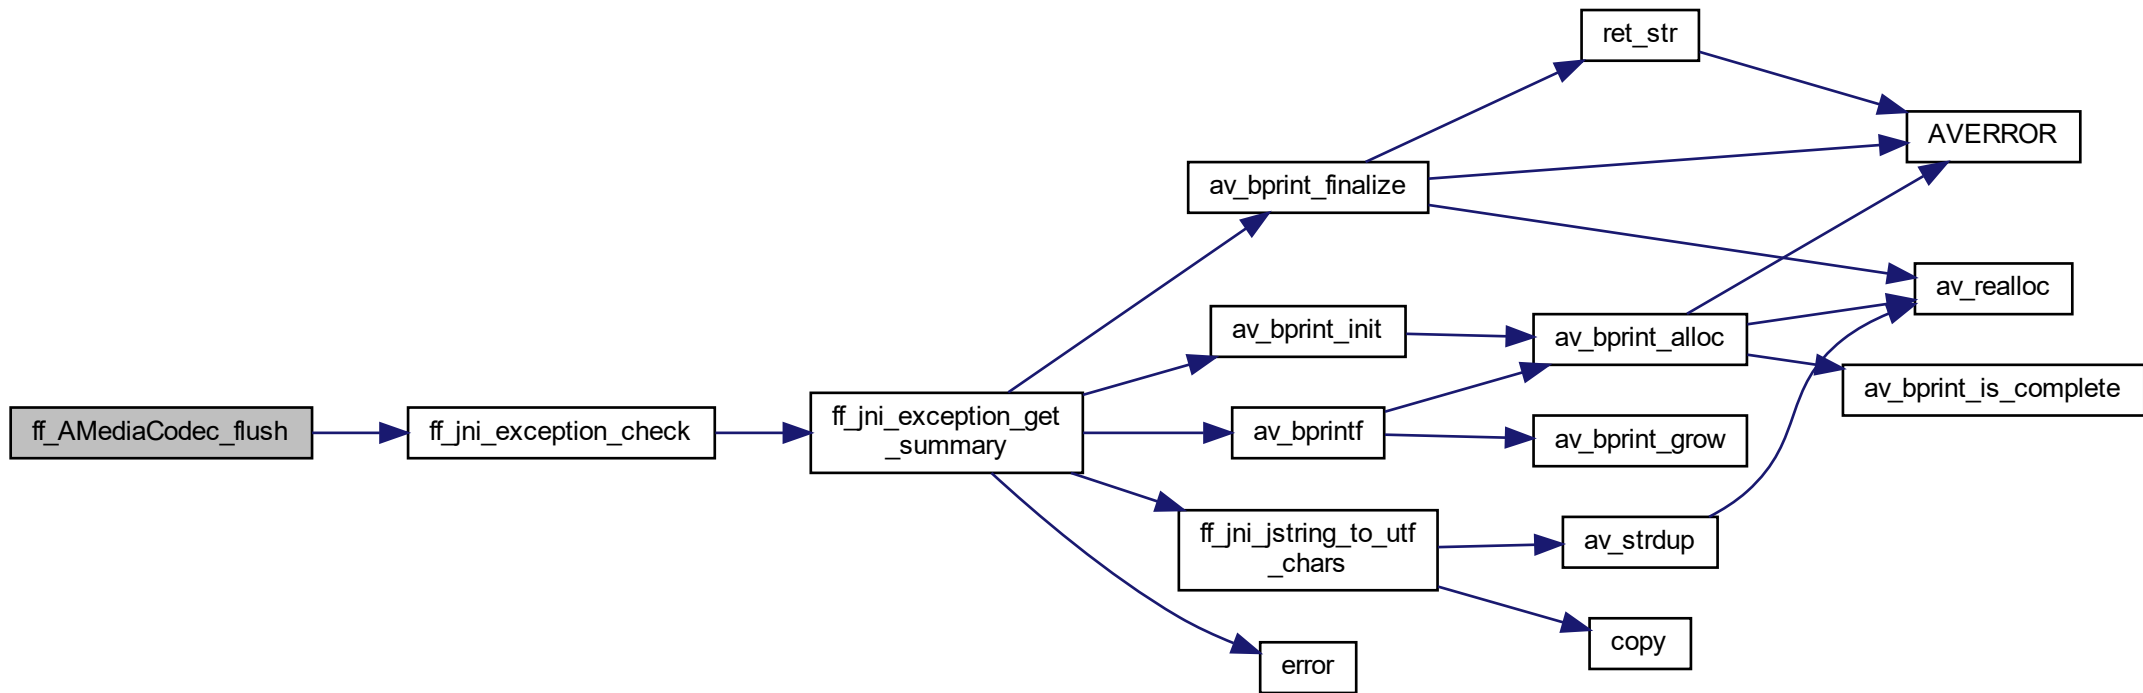 ret_str
AVERROR
av_bprint_finalize
av_realloc
av_bprint_init
av_bprint_alloc
av_bprint_is_complete
ff_AMediaCodec_flush
ff_jni_exception_check
ff_jni_exception_get
_summary
av_bprintf
av_bprint_grow
ff_jni_jstring_to_utf
_chars
av_strdup
copy
error